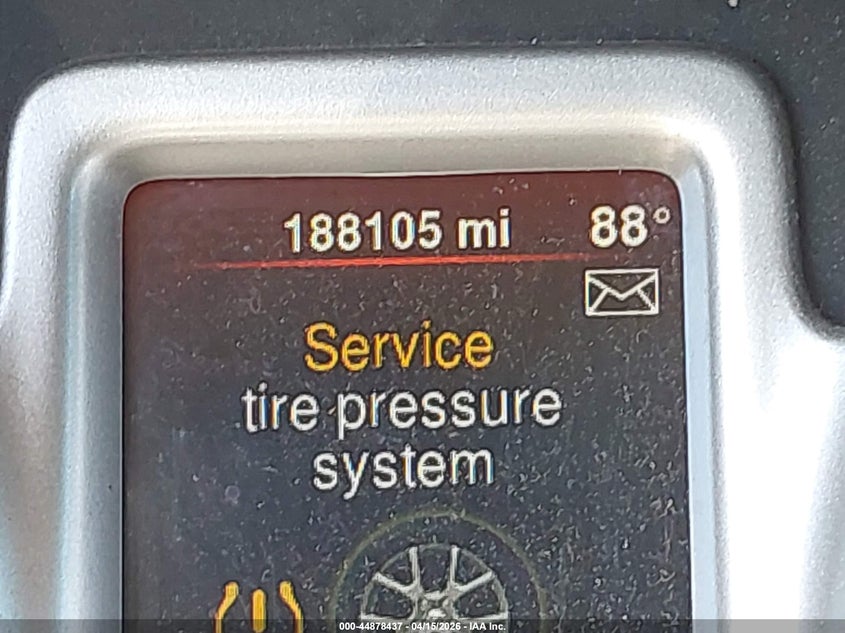 188105 mi 88°
Service
tire pressure
system
000-44878437 - 04/15/2026 - IAA Inc.